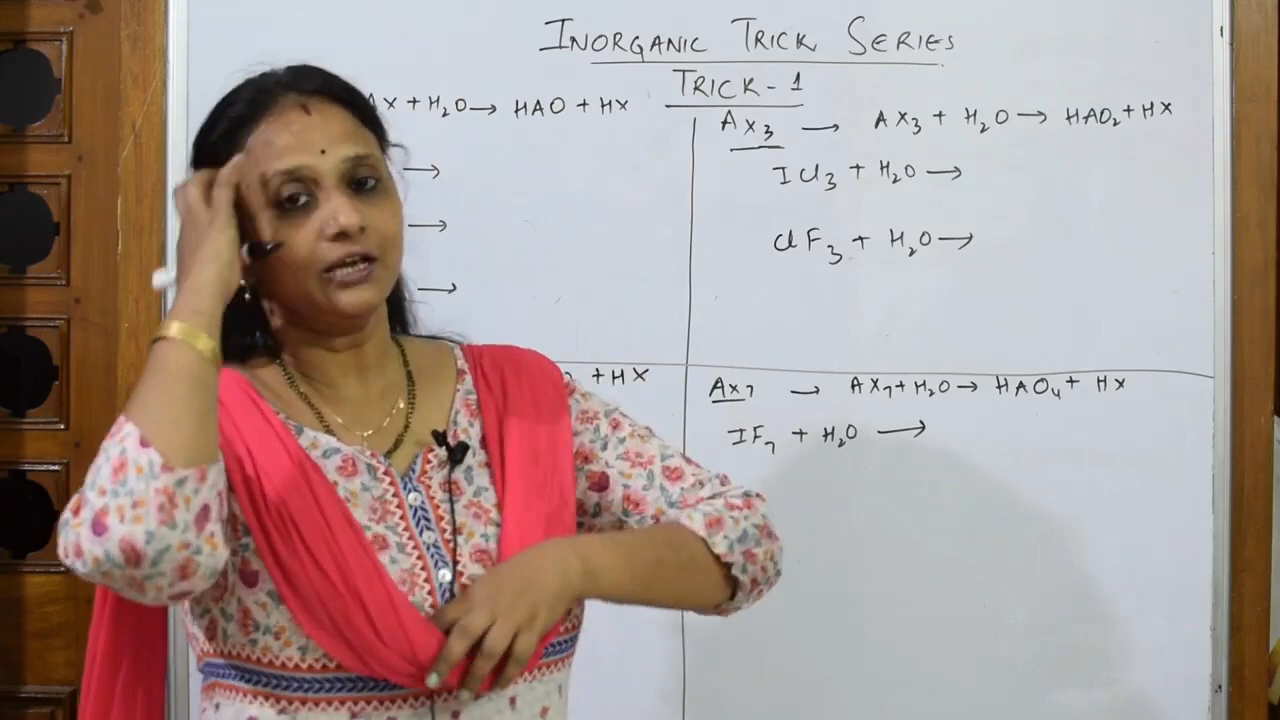 INORGANIC TRICK SERIES
TRICK - 1
AX + H₂O → HAO + HX
→
→
→
AX₃ → AX₃ + H₂O → HAO₂ + HX
ICl₃ + H₂O →
ClF₃ + H₂O →
+ HX
AX₇ → AX₇ + H₂O → HAO₄ + HX
IF₇ + H₂O →